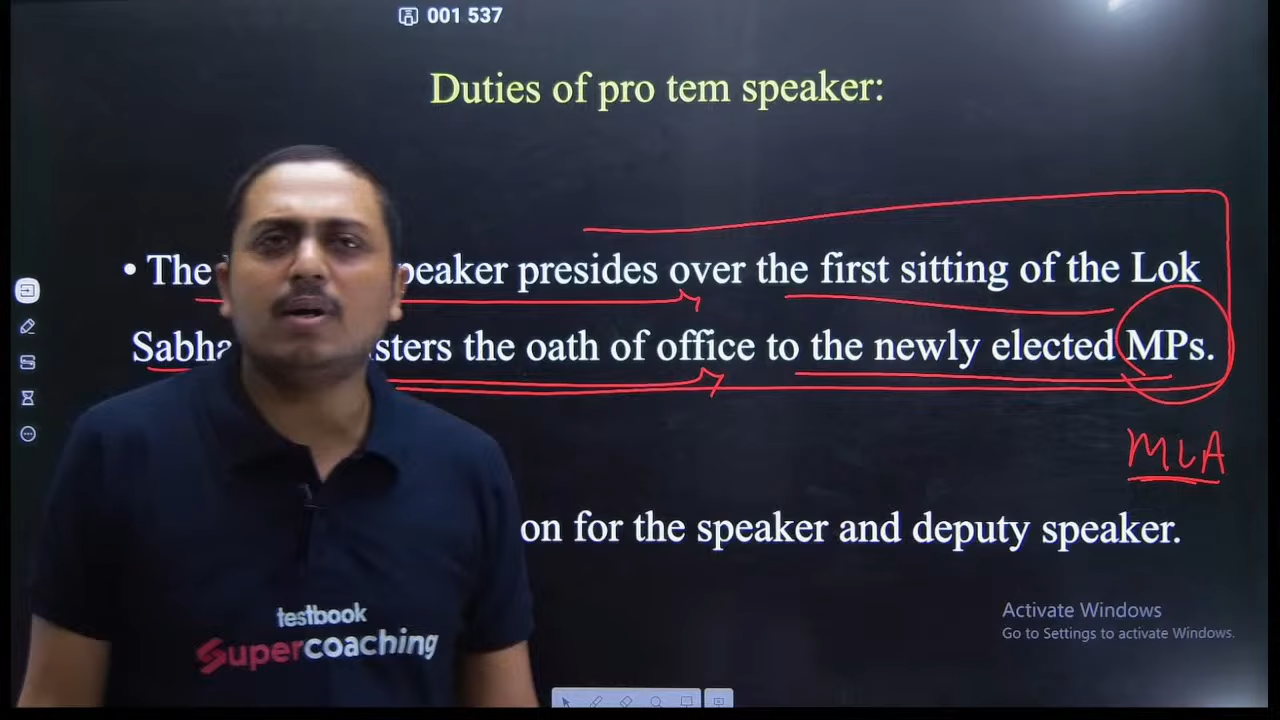 001 537
Duties of pro tem speaker:
• The peaker presides over the first sitting of the Lok
Sabha sters the oath of office to the newly elected MPs.
MLA
on for the speaker and deputy speaker.
Activate Windows
Go to Settings to activate Windows.
testbook
Supercoaching